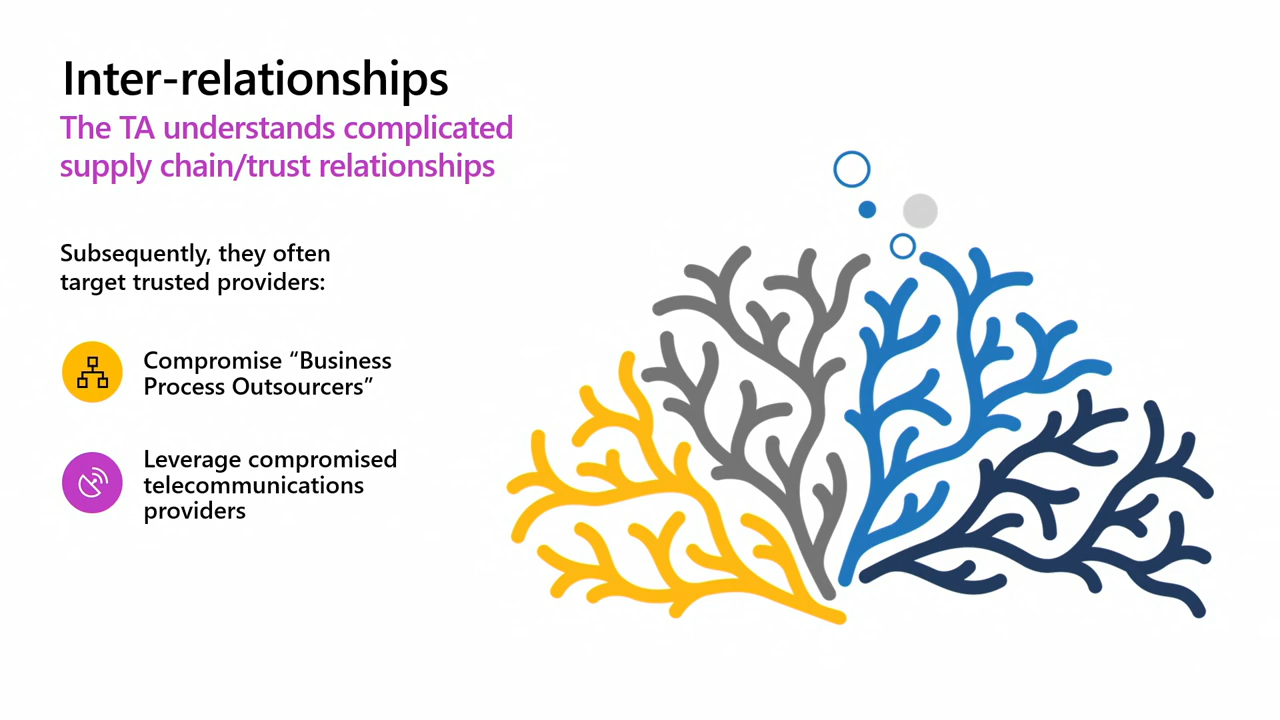 Inter-relationships
The TA understands complicated
supply chain/trust relationships
Subsequently, they often
target trusted providers:
Compromise “Business
Process Outsourcers”
Leverage compromised
telecommunications
providers